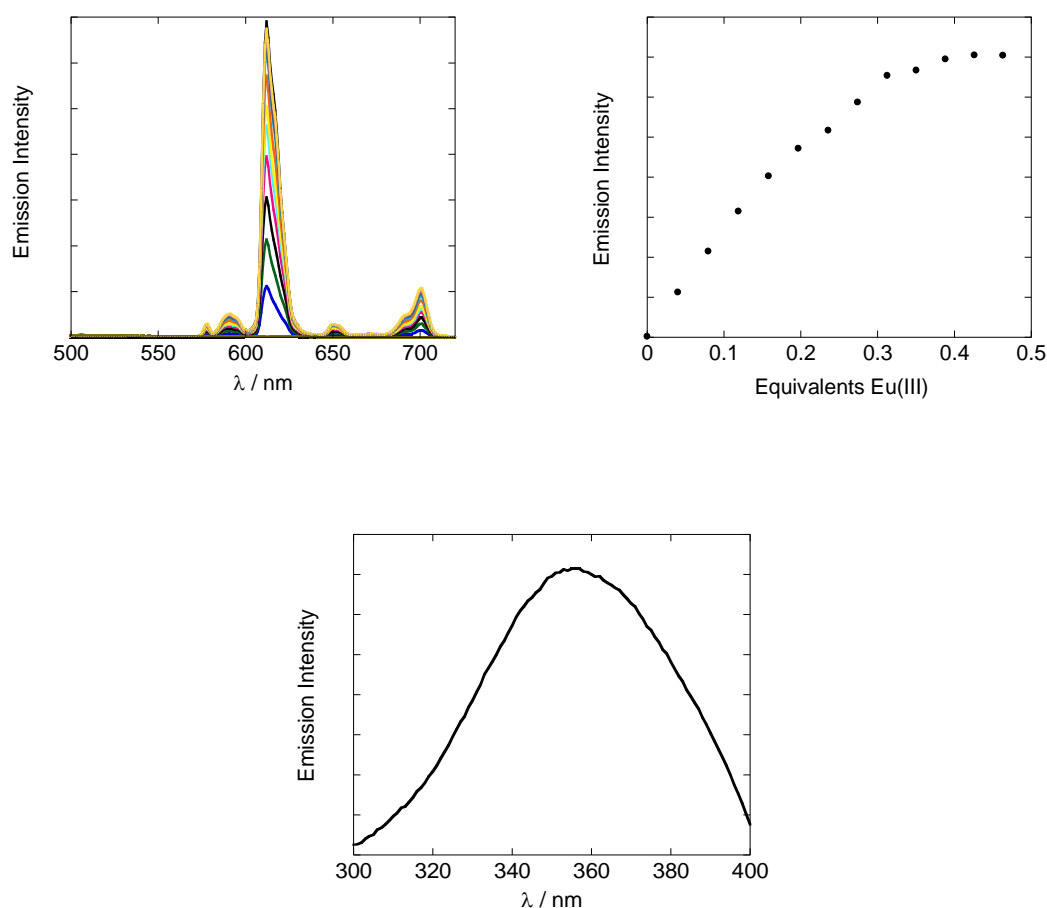 Emission Intensity
500 550 600 650 700
λ / nm
Emission Intensity
0 0.1 0.2 0.3 0.4 0.5
Equivalents Eu(III)
Emission Intensity
300 320 340 360 380 400
λ / nm